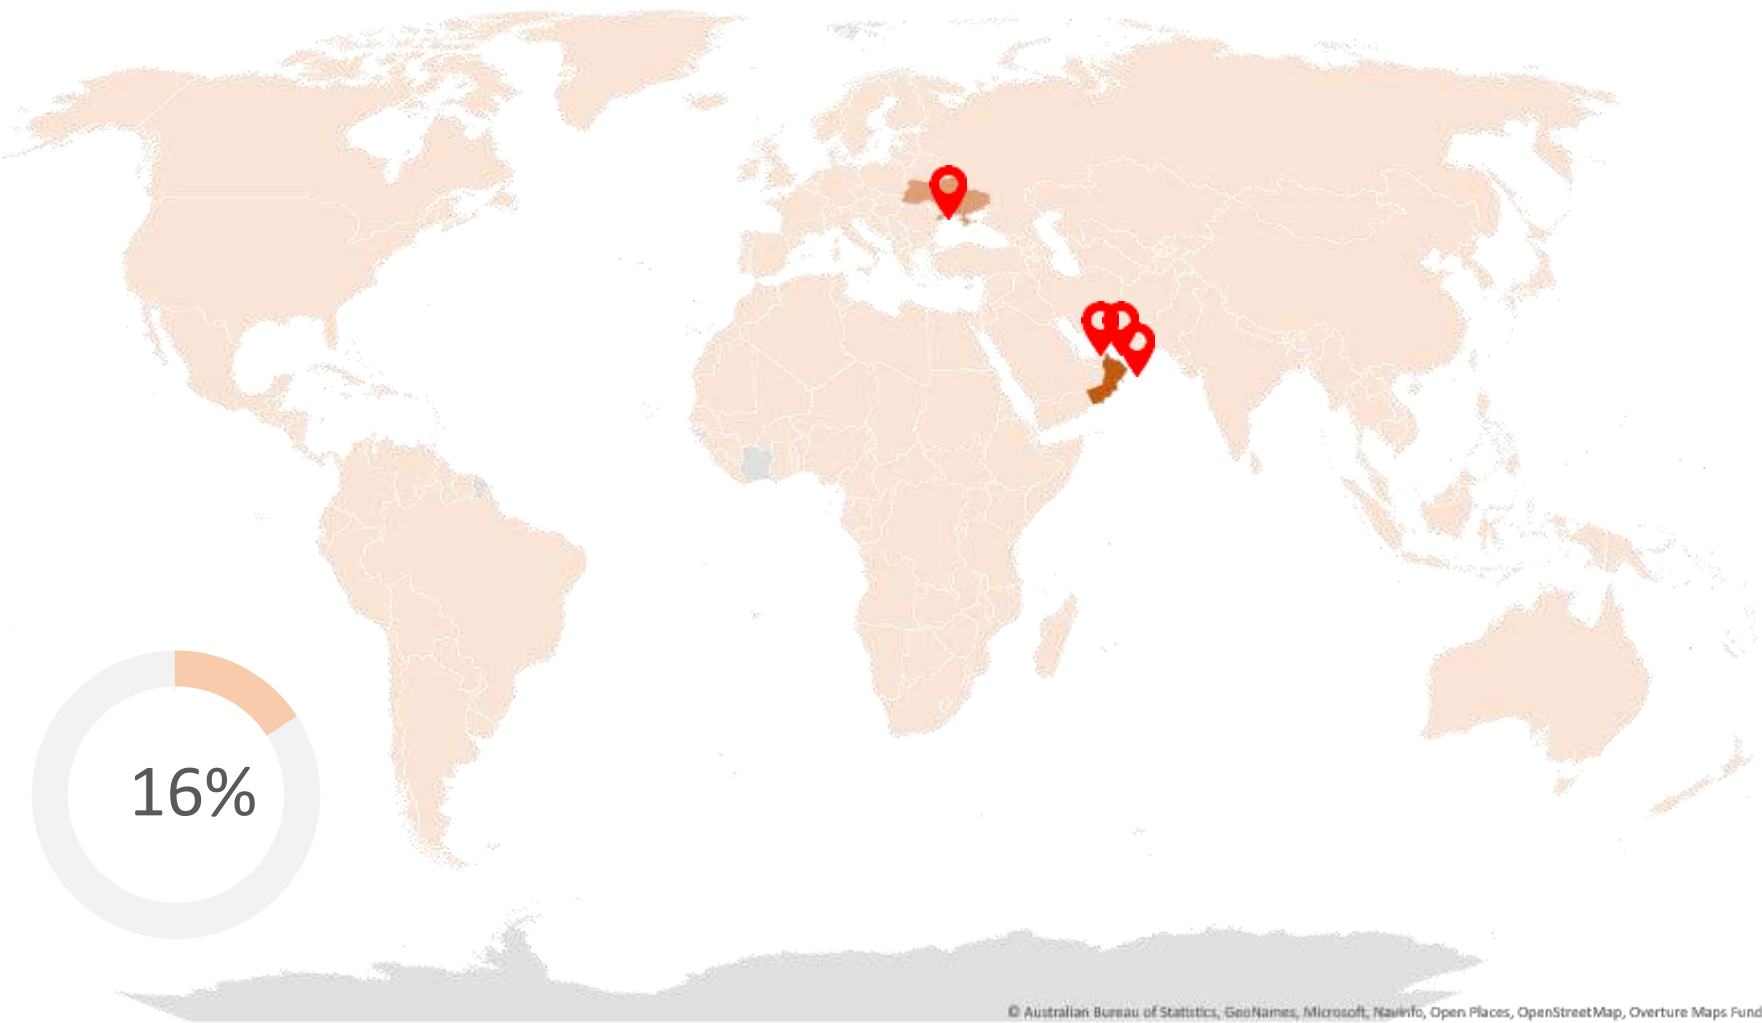 16%
© Australian Bureau of Statistics, GeoNames, Microsoft, Navinfo, Open Places, OpenStreetMap, Overture Maps Fund